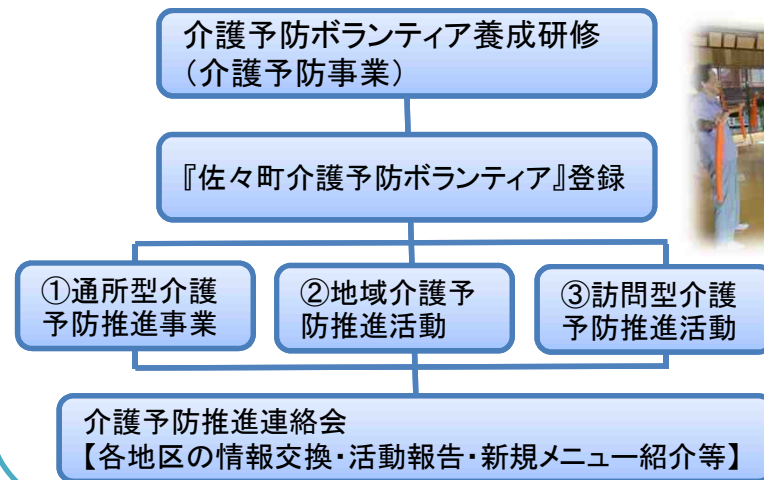 介護予防ボランティア養成研修
（介護予防事業）
『佐々町介護予防ボランティア』登録
①通所型介護
予防推進事業
②地域介護予
防推進活動
③訪問型介護
予防推進活動
介護予防推進連絡会
【各地区の情報交換・活動報告・新規メニュー紹介等】